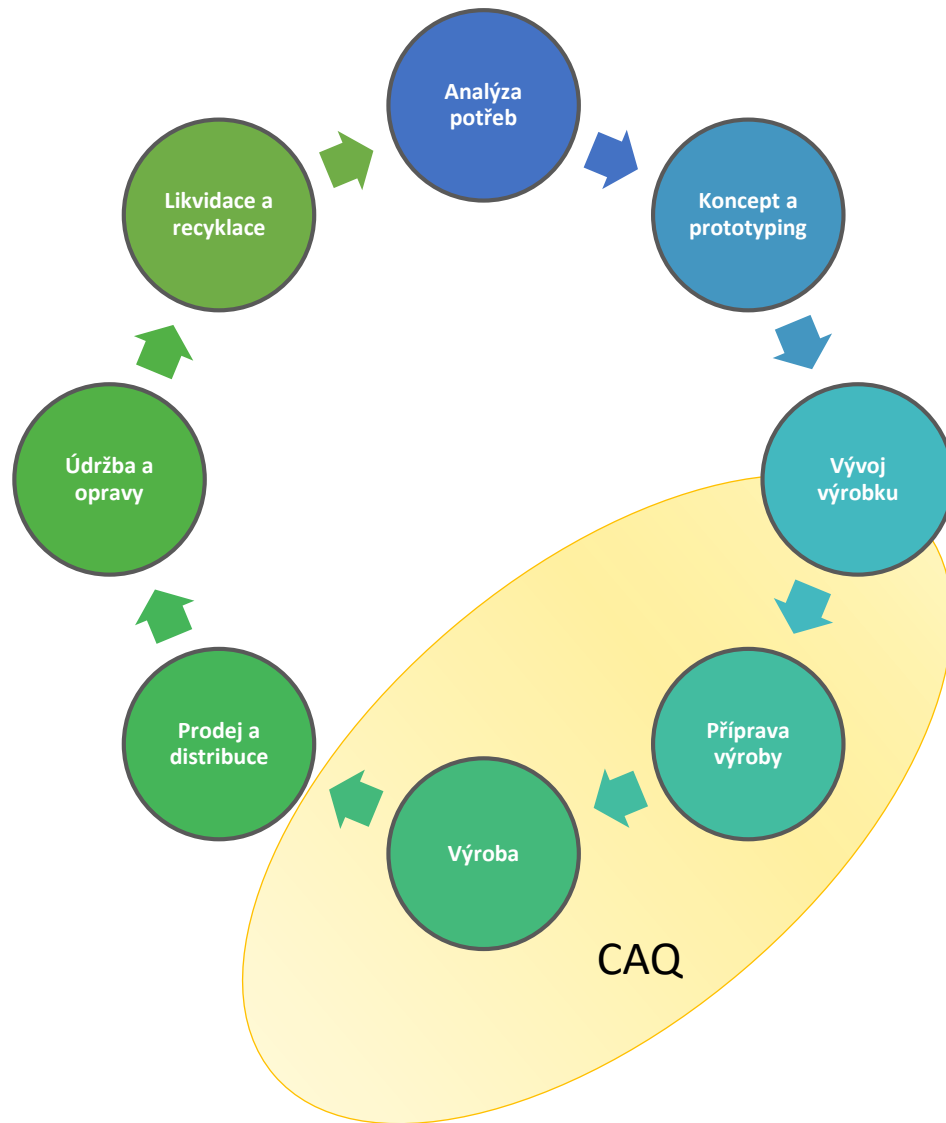 Analýza
potřeb
Koncept a
prototyping
Vývoj
výrobku
Příprava
výroby
Výroba
Prodej a
distribuce
Údržba a
opravy
Likvidace a
recyklace
CAQ